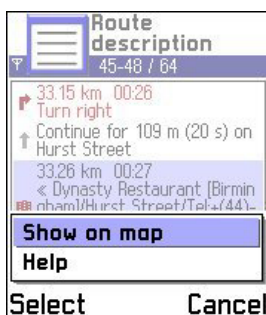 Route
description
45-48 / 64
33.15 km 00:26
Turn right
Continue for 109 m (20 s) on
Hurst Street
33.26 km 00:27
« Dynasty Restaurant [Birmin
gham]/Hurst Street/Tel:+(44)-
Show on map
Help
Select Cancel